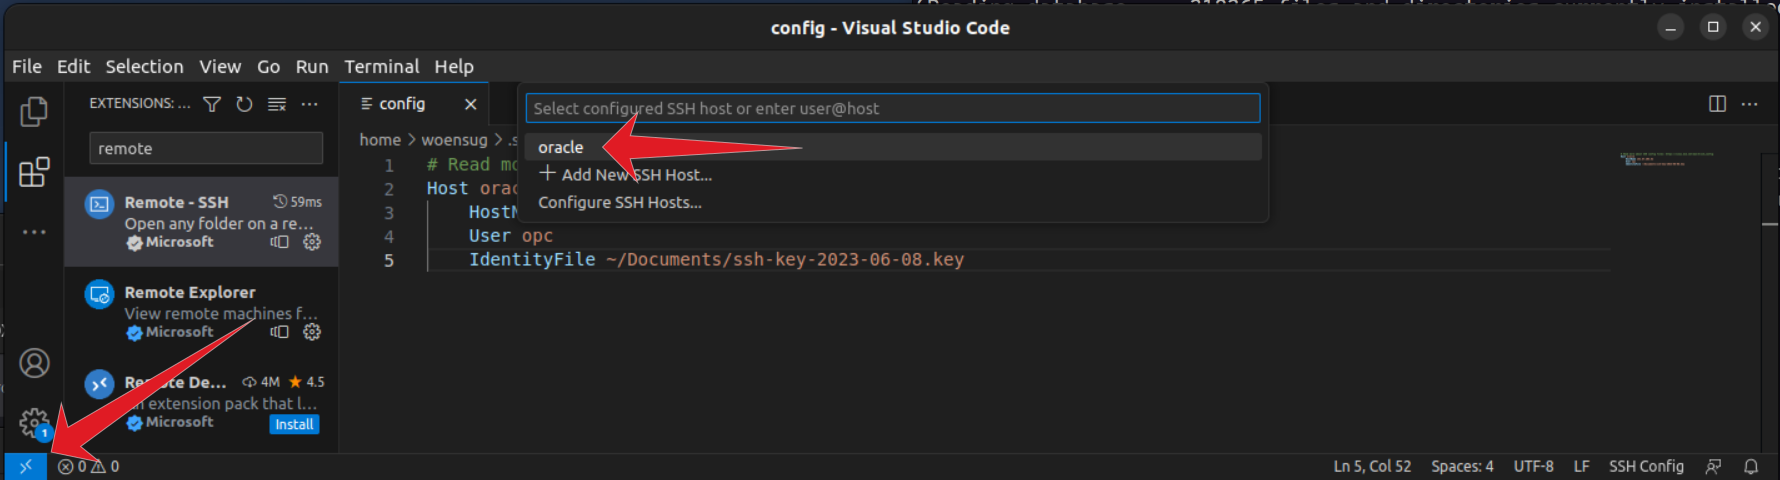 config - Visual Studio Code
File Edit Selection View Go Run Terminal Help
EXTENSIONS: ...
config
Select configured SSH host or enter user@host
remote
home > woensug > .s
oracle
Add New SSH Host...
Configure SSH Hosts...
1 # Read mo
2 Host orac
3 HostN
4 User opc
5 IdentityFile ~/Documents/ssh-key-2023-06-08.key
Remote - SSH 59ms
Open any folder on a re...
Microsoft
Remote Explorer
View remote machines f...
Microsoft
Remote De... 4M 4.5
An extension pack that l...
Microsoft Install
1
0 0
Ln 5, Col 52 Spaces: 4 UTF-8 LF SSH Config